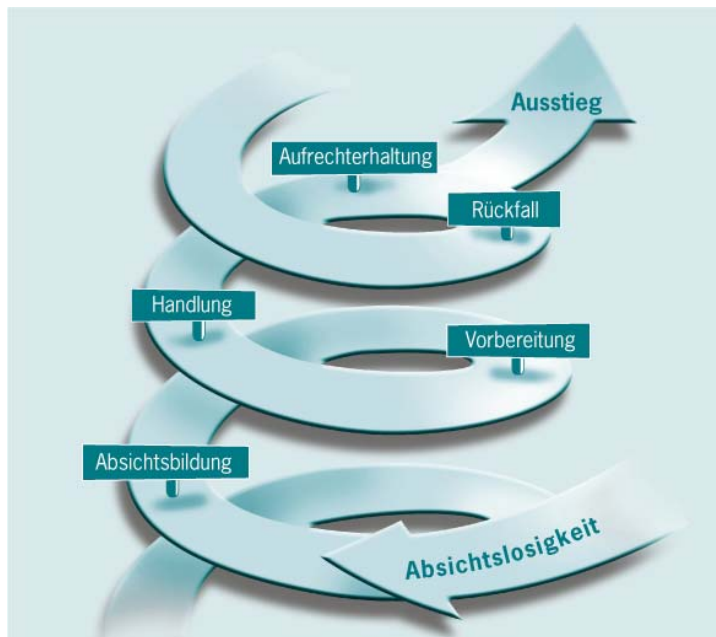 Ausstieg
Aufrechterhaltung
Rückfall
Handlung
Vorbereitung
Absichtsbildung
Absichtslosigkeit